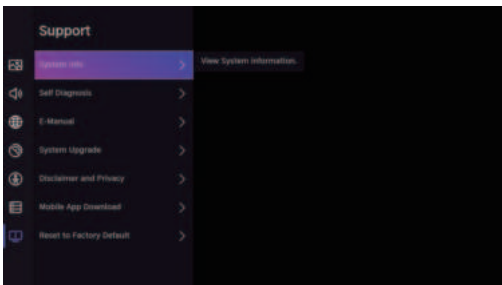 Support
System Info
View System Information.
Self Diagnosis
E-Manual
System Upgrade
Disclaimer and Privacy
Mobile App Download
Reset to Factory Default